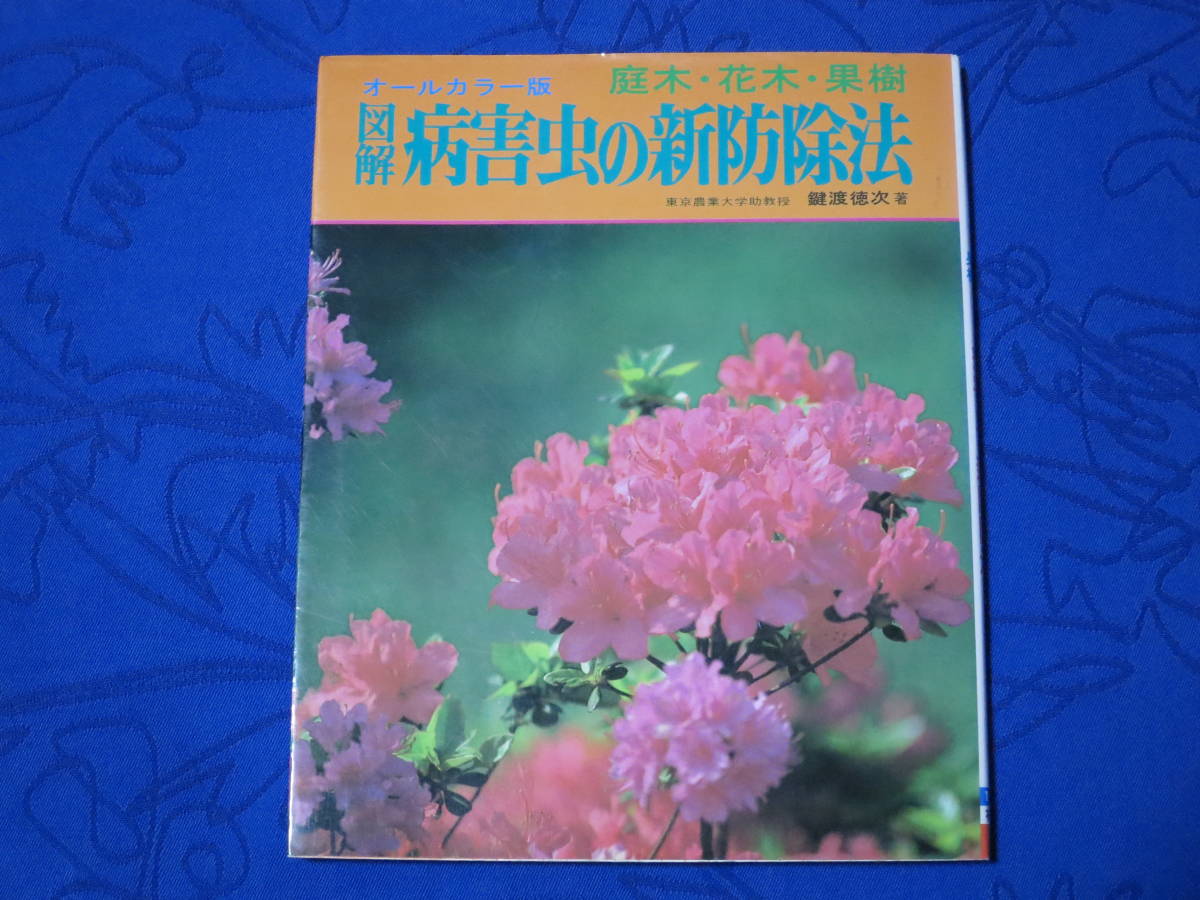 オールカラー版
庭木・花木・果樹
図解
病害虫の新防除法
東京農業大学助教授 鍵渡徳次 著